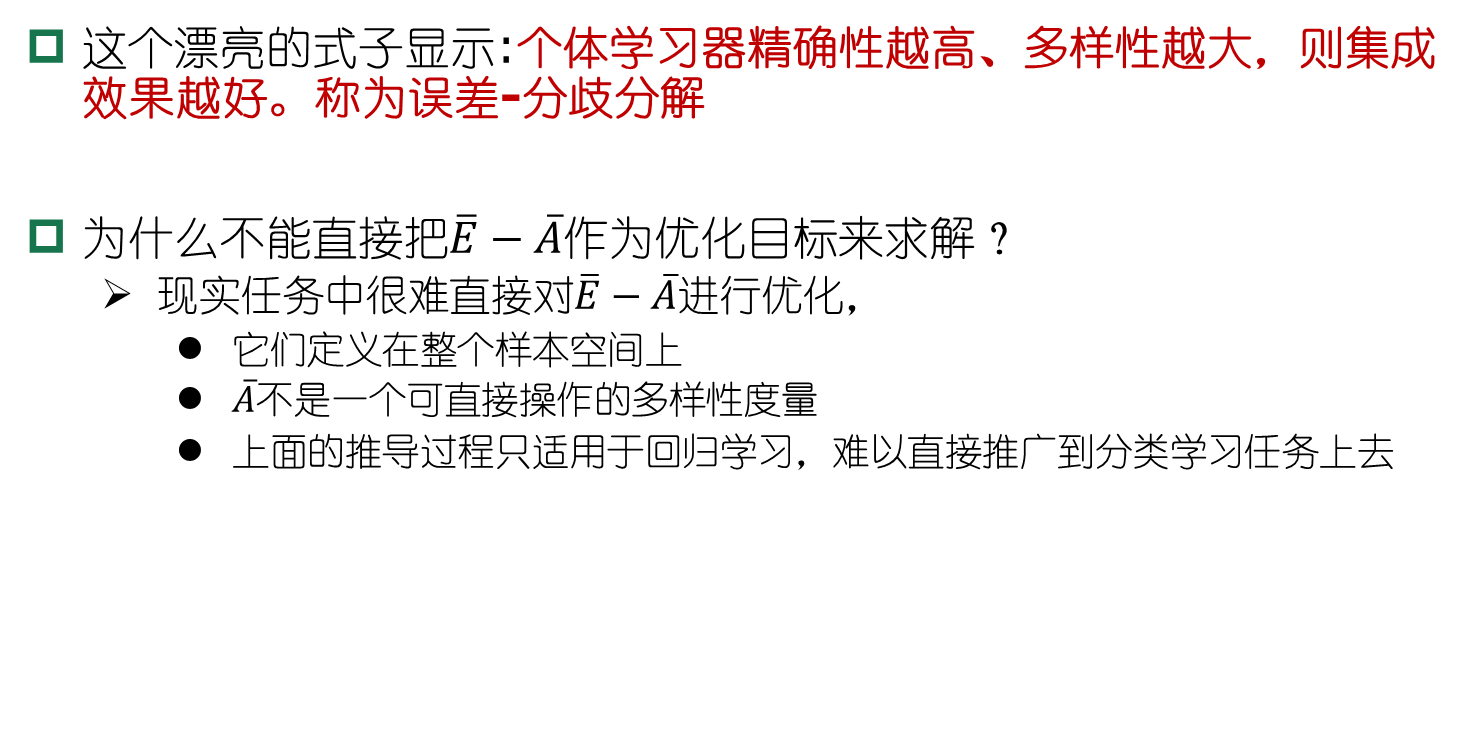 这个漂亮的式子显示:个体学习器精确性越高、多样性越大，则集成
效果越好。称为误差-分歧分解
为什么不能直接把Ē − Ā作为优化目标来求解？
现实任务中很难直接对Ē − Ā进行优化，
它们定义在整个样本空间上
Ā不是一个可直接操作的多样性度量
上面的推导过程只适用于回归学习，难以直接推广到分类学习任务上去